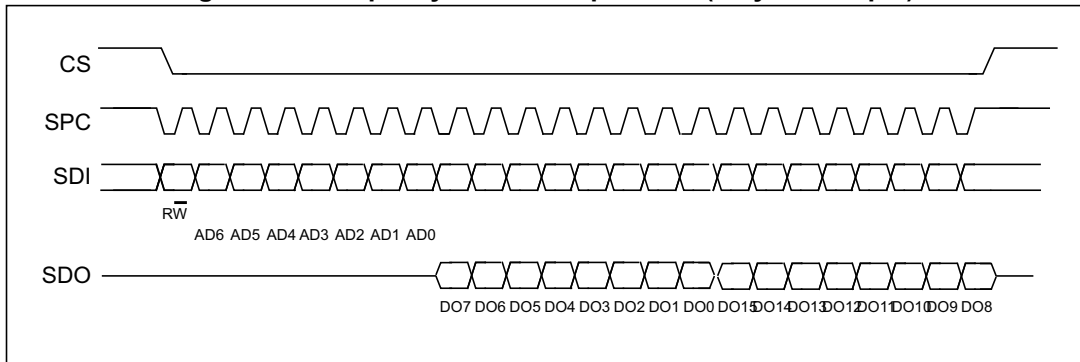 CS
SPC
SDI
RW
AD6 AD5 AD4 AD3 AD2 AD1 AD0
SDO
DO7 DO6 DO5 DO4 DO3 DO2 DO1 DO0 DO15 DO14 DO13 DO12 DO11 DO10 DO9 DO8